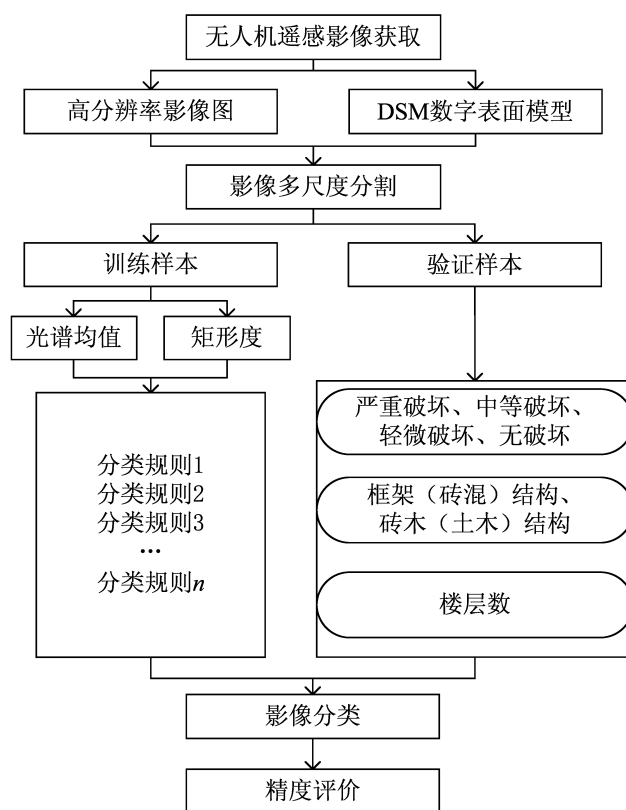 无人机遥感影像获取
高分辨率影像图
DSM数字表面模型
影像多尺度分割
训练样本
验证样本
光谱均值
矩形度
分类规则1
分类规则2
分类规则3
…
分类规则n
严重破坏、中等破坏、
轻微破坏、无破坏
框架（砖混）结构、
砖木（土木）结构
楼层数
影像分类
精度评价